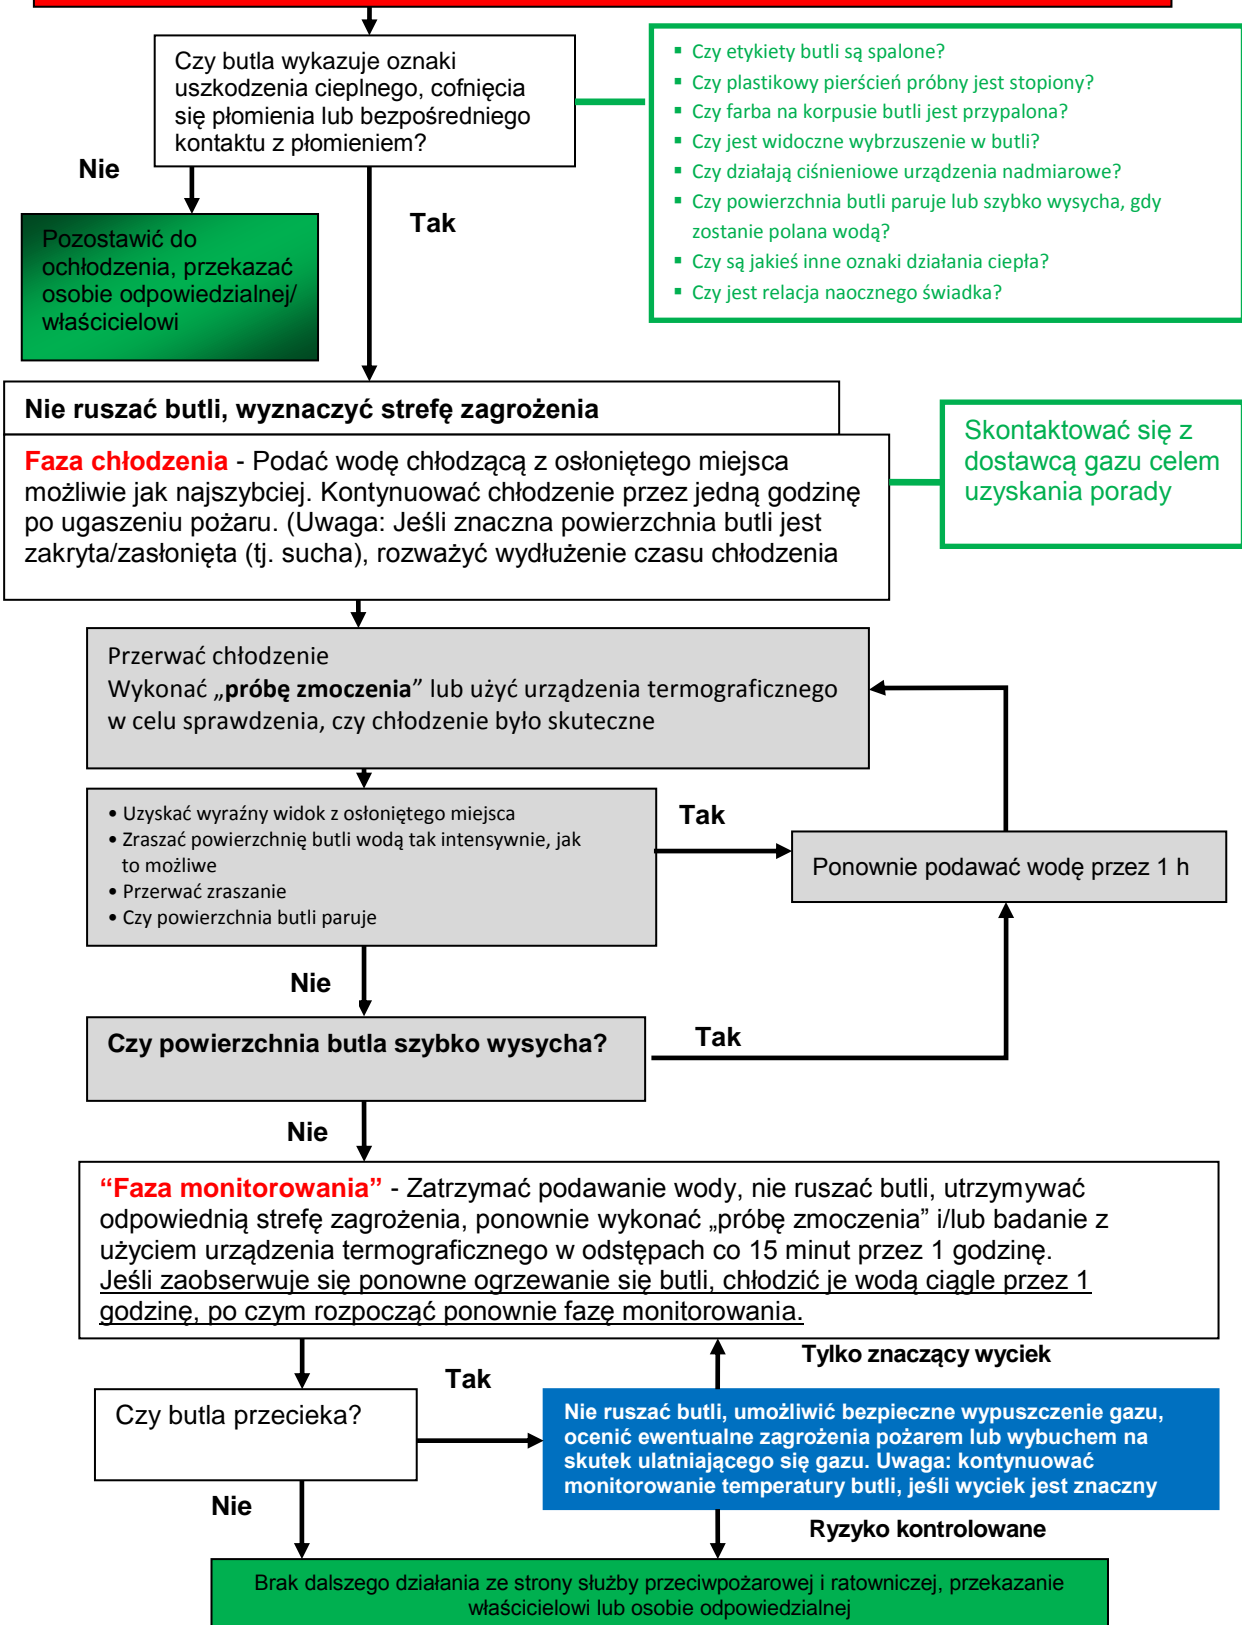 Czy butla wykazuje oznaki
uszkodzenia cieplnego, cofnięcia
się płomienia lub bezpośredniego
kontaktu z płomieniem?
▪ Czy etykiety butli są spalone?
▪ Czy plastikowy pierścień próbny jest stopiony?
▪ Czy farba na korpusie butli jest przypalona?
▪ Czy jest widoczne wybrzuszenie w butli?
▪ Czy działają ciśnieniowe urządzenia nadmiarowe?
▪ Czy powierzchnia butli paruje lub szybko wysycha, gdy
zostanie polana wodą?
▪ Czy są jakieś inne oznaki działania ciepła?
▪ Czy jest relacja naocznego świadka?
Nie
Tak
Pozostawić do
ochłodzenia, przekazać
osobie odpowiedzialnej/
właścicielowi
Nie ruszać butli, wyznaczyć strefę zagrożenia
Faza chłodzenia - Podać wodę chłodzącą z osłoniętego miejsca
możliwie jak najszybciej. Kontynuować chłodzenie przez jedną godzinę
po ugaszeniu pożaru. (Uwaga: Jeśli znaczna powierzchnia butli jest
zakryta/zasłonięta (tj. sucha), rozważyć wydłużenie czasu chłodzenia
Skontaktować się z
dostawcą gazu celem
uzyskania porady
Przerwać chłodzenie
Wykonać „próbę zmoczenia” lub użyć urządzenia termograficznego
w celu sprawdzenia, czy chłodzenie było skuteczne
• Uzyskać wyraźny widok z osłoniętego miejsca
• Zraszać powierzchnię butli wodą tak intensywnie, jak
to możliwe
• Przerwać zraszanie
• Czy powierzchnia butli paruje
Tak
Ponownie podawać wodę przez 1 h
Nie
Czy powierzchnia butla szybko wysycha?
Tak
Nie
“Faza monitorowania” - Zatrzymać podawanie wody, nie ruszać butli, utrzymywać
odpowiednią strefę zagrożenia, ponownie wykonać „próbę zmoczenia” i/lub badanie z
użyciem urządzenia termograficznego w odstępach co 15 minut przez 1 godzinę.
Jeśli zaobserwuje się ponowne ogrzewanie się butli, chłodzić je wodą ciągle przez 1
godzinę, po czym rozpocząć ponownie fazę monitorowania.
Tylko znaczący wyciek
Czy butla przecieka?
Tak
Nie ruszać butli, umożliwić bezpieczne wypuszczenie gazu,
ocenić ewentualne zagrożenia pożarem lub wybuchem na
skutek ulatniającego się gazu. Uwaga: kontynuować
monitorowanie temperatury butli, jeśli wyciek jest znaczny
Nie
Ryzyko kontrolowane
Brak dalszego działania ze strony służby przeciwpożarowej i ratowniczej, przekazanie
właścicielowi lub osobie odpowiedzialnej